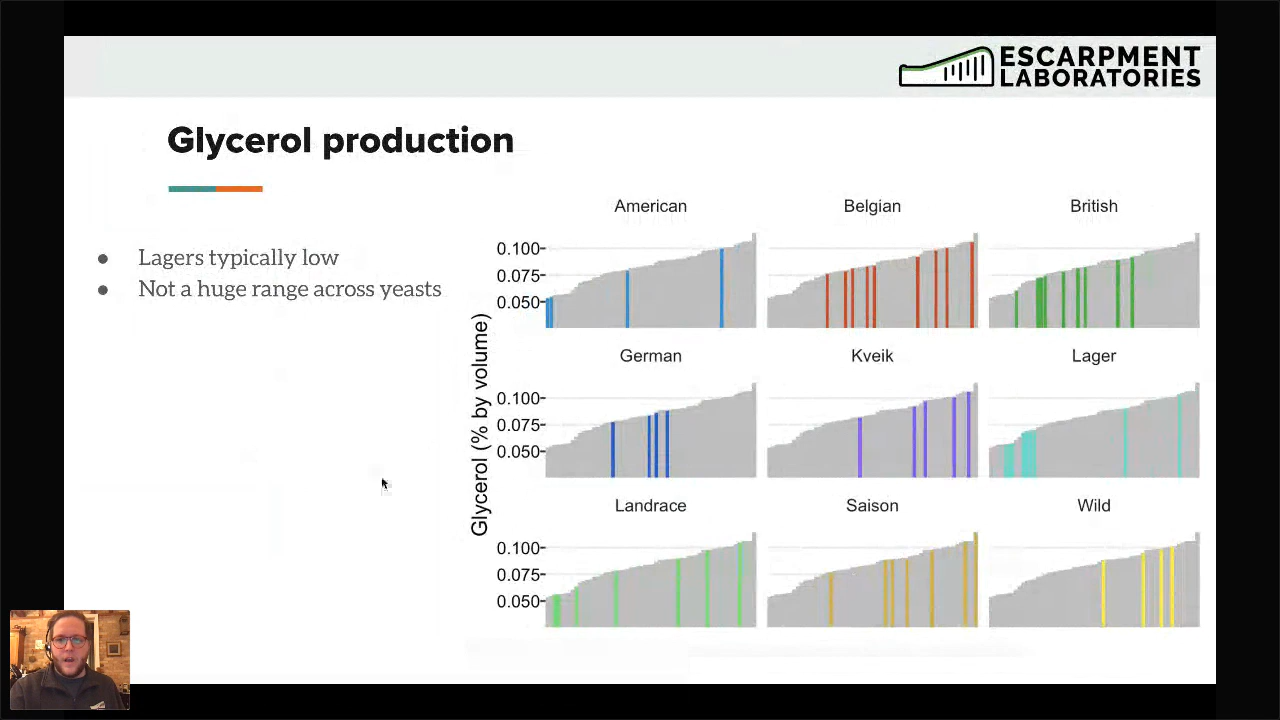 ESCARPMENT
LABORATORIES
Glycerol production
● Lagers typically low
● Not a huge range across yeasts
Glycerol (% by volume)
American
Belgian
British
0.100
0.075
0.050
German
Kveik
Lager
0.100
0.075
0.050
Landrace
Saison
Wild
0.100
0.075
0.050